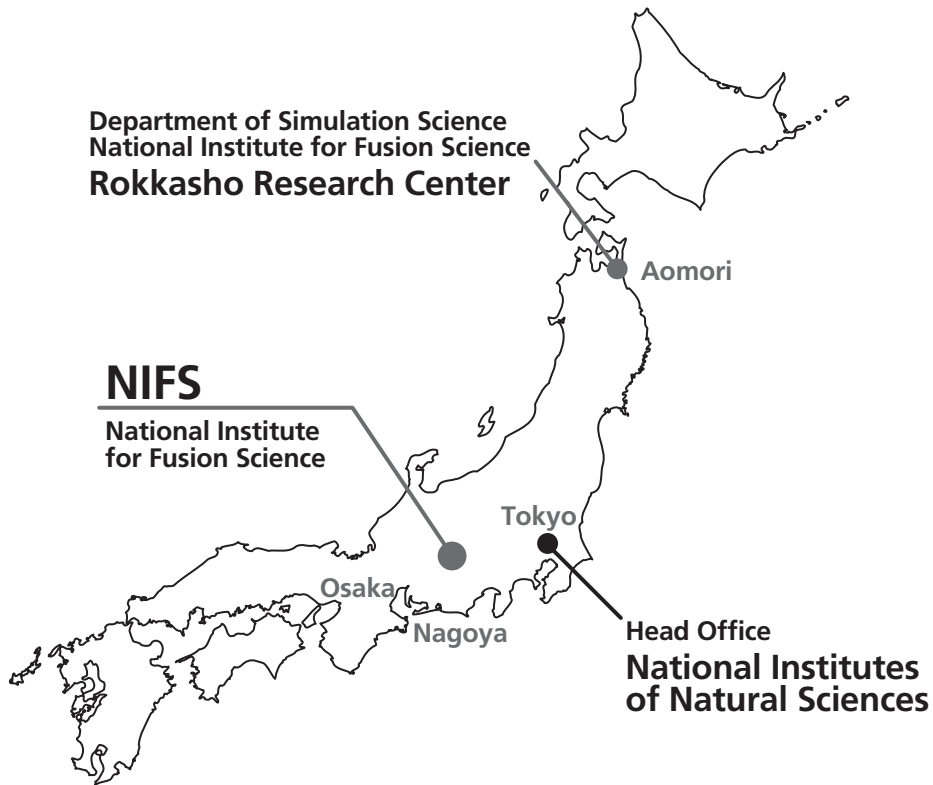 Department of Simulation Science
National Institute for Fusion Science
Rokkasho Research Center
Aomori
NIFS
National Institute
for Fusion Science
Tokyo
Osaka
Nagoya
Head Office
National Institutes
of Natural Sciences